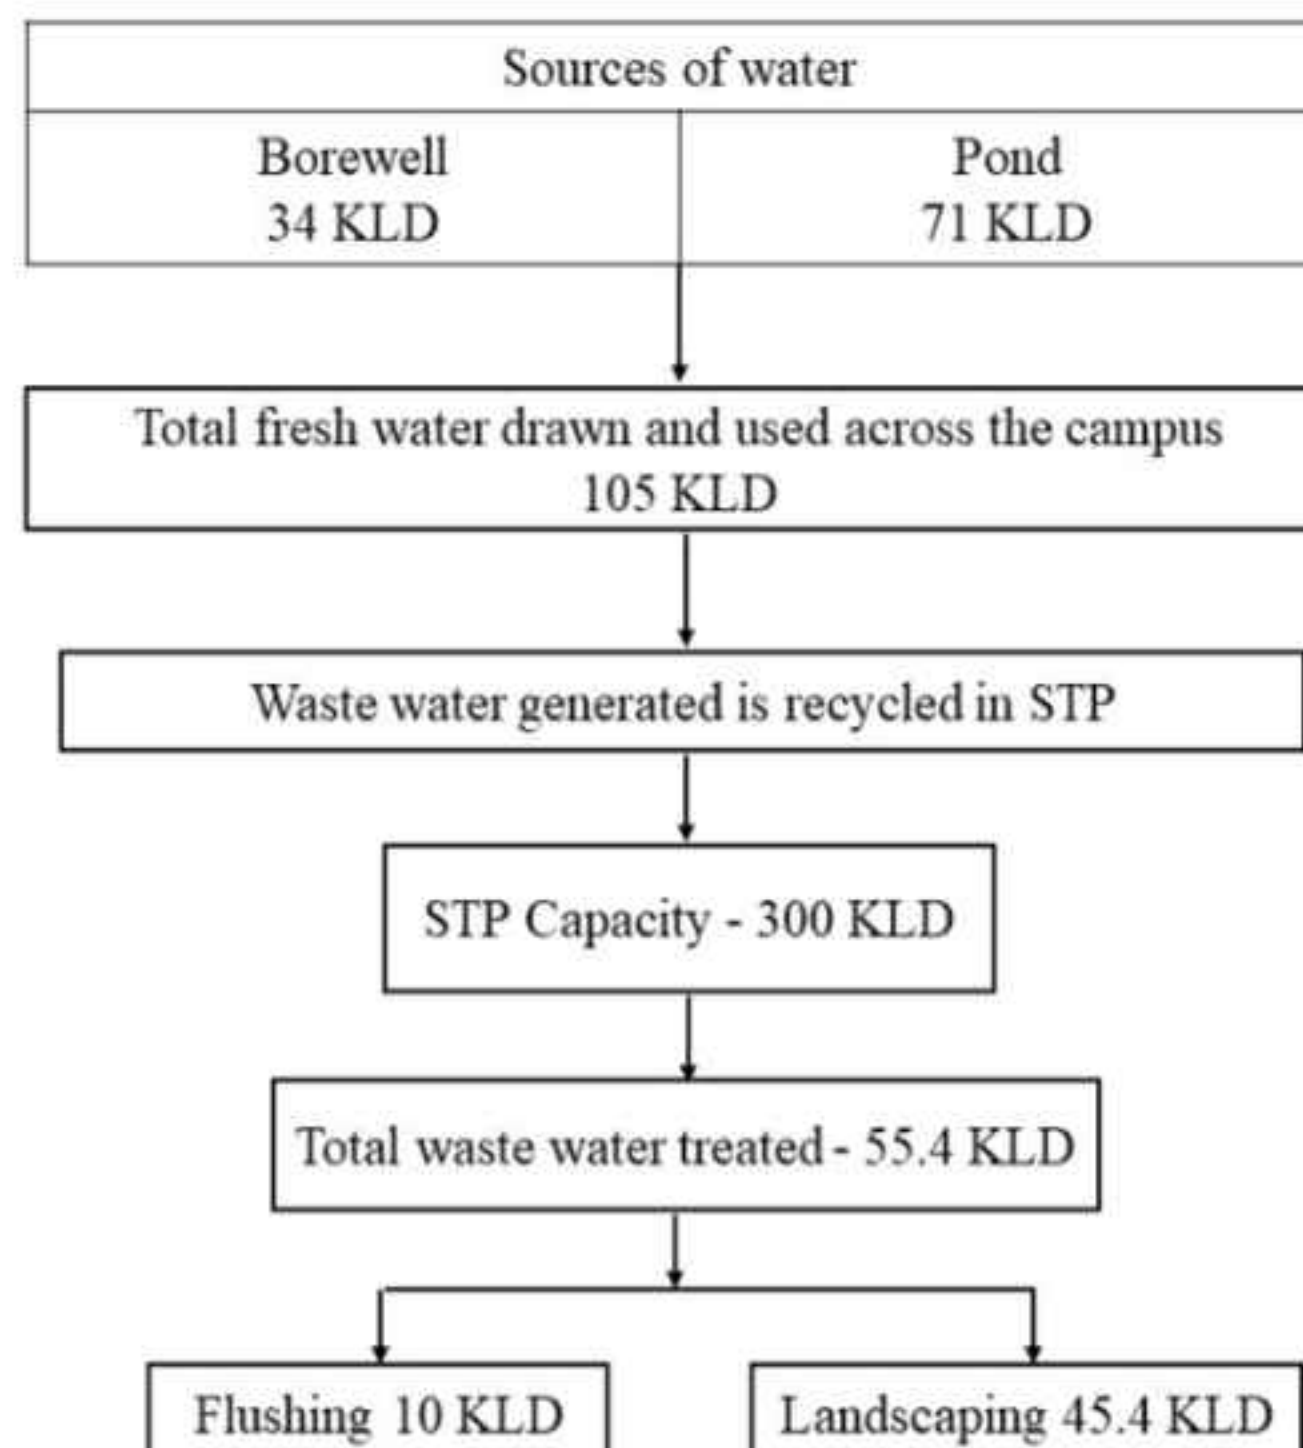 Sources of water
Borewell
34 KLD
Pond
71 KLD
Total fresh water drawn and used across the campus
105 KLD
Waste water generated is recycled in STP
STP Capacity - 300 KLD
Total waste water treated - 55.4 KLD
Flushing 10 KLD
Landscaping 45.4 KLD